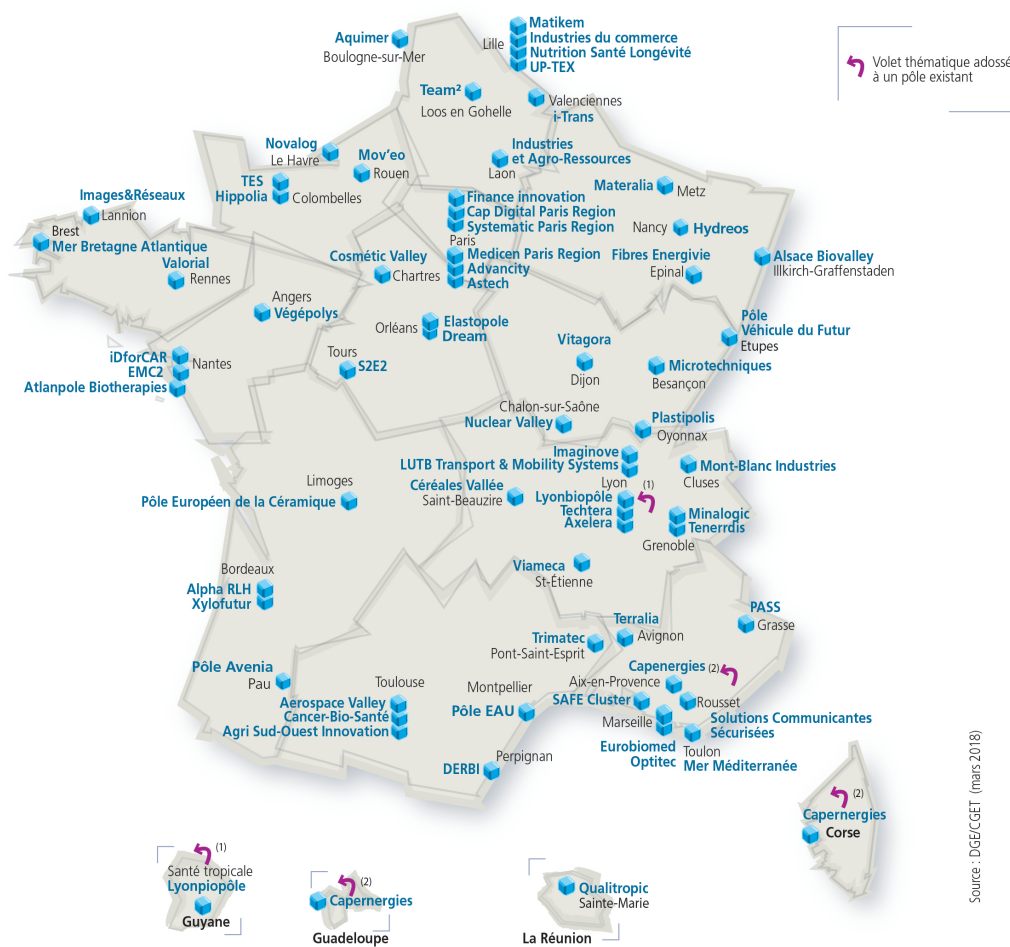 Matikem
Industries du commerce
Nutrition Santé Longévité
UP-TEX
Lille
Aquimer
Boulogne-sur-Mer
Volet thématique adossé
à un pôle existant
Team²
Loos en Gohelle
Valenciennes
i-Trans
Novalog
Le Havre
Mov'eo
Rouen
Industries
et Agro-Ressources
Laon
TES
Hippolia
Colombelles
Materalia
Metz
Images&Réseaux
Lannion
Finance innovation
Cap Digital Paris Region
Systematic Paris Region
Paris
Medicen Paris Region
Advancity
Astech
Nancy
Hydreos
Brest
Mer Bretagne Atlantique
Valorial
Rennes
Cosmétic Valley
Chartres
Fibres Energivie
Epinal
Alsace Biovalley
Illkirch-Graffenstaden
Angers
Végépolys
Orléans
Elastopole
Dream
Pôle
Véhicule du Futur
Etupes
iDforCAR
EMC2
Atlanpole Biotherapies
Nantes
Tours
S2E2
Vitagora
Dijon
Microtechniques
Besançon
Chalon-sur-Saône
Nuclear Valley
Plastipolis
Oyonnax
Imaginove
LUTB Transport & Mobility Systems
Lyon
(1)
Lyonbiopôle
Techtera
Axelera
Mont-Blanc Industries
Cluses
Limoges
Pôle Européen de la Céramique
Céréales Vallée
Saint-Beauzire
Minalogic
Tenerrdis
Grenoble
Viameca
St-Étienne
Bordeaux
Alpha RLH
Xylofutur
PASS
Grasse
Terralia
Avignon
Trimatec
Pont-Saint-Esprit
Pôle Avenia
Pau
Toulouse
Aerospace Valley
Cancer-Bio-Santé
Agri Sud-Ouest Innovation
Montpellier
Pôle EAU
Capenergies
(2)
Aix-en-Provence
SAFE Cluster
Rousset
Solutions Communicantes
Sécurisées
Marseille
Eurobiomed
Optitec
Toulon
Mer Méditerranée
Perpignan
DERBI
(2)
Capernergies
Corse
Source : DGE/CGET (mars 2018)
(1)
Santé tropicale
Lyonpiopôle
Guyane
(2)
Capernergies
Guadeloupe
Qualitropic
Sainte-Marie
La Réunion